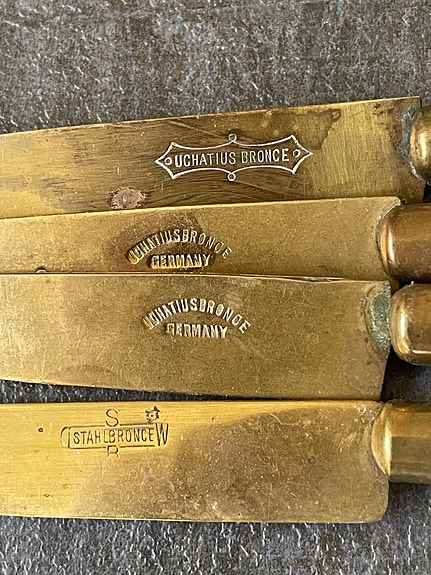 UCHATIUS BRONCE
UCHATIUSBRONCE
GERMANY
UCHATIUSBRONCE
GERMANY
S
STAHLBRONCE W
B